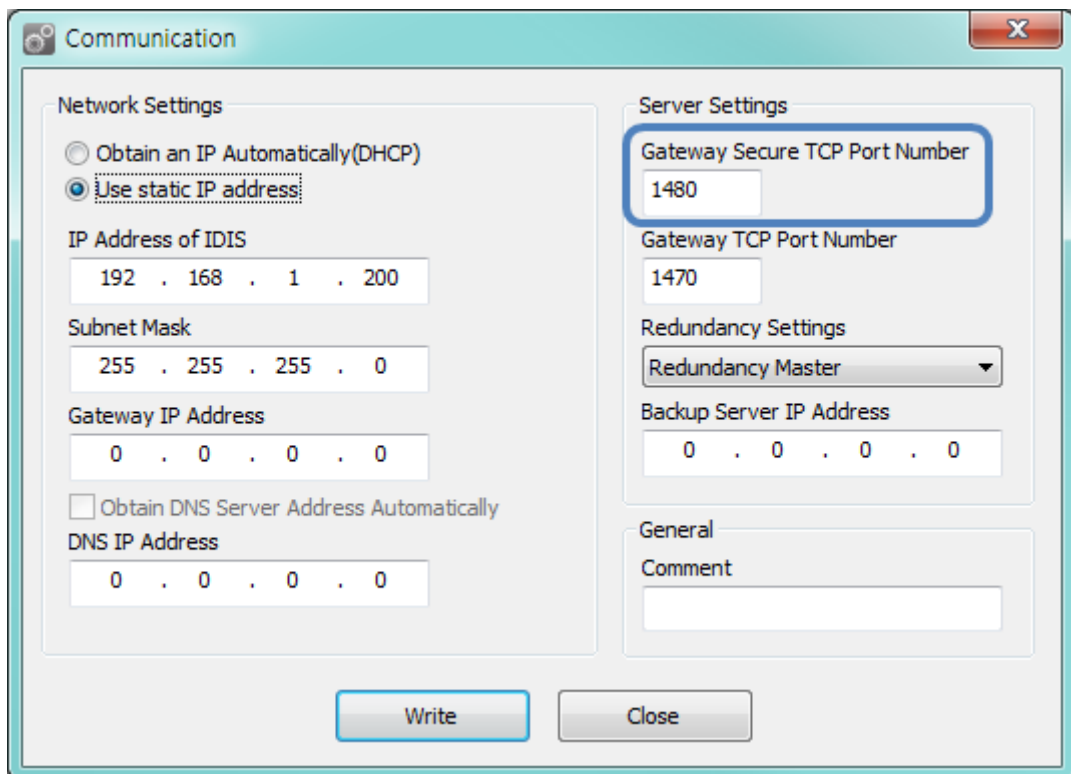 Communication
Network Settings
Obtain an IP Automatically(DHCP)
Use static IP address
IP Address of IDIS
192 . 168 . 1 . 200
Subnet Mask
255 . 255 . 255 . 0
Gateway IP Address
0 . 0 . 0 . 0
Obtain DNS Server Address Automatically
DNS IP Address
0 . 0 . 0 . 0
Server Settings
Gateway Secure TCP Port Number
1480
Gateway TCP Port Number
1470
Redundancy Settings
Redundancy Master
Backup Server IP Address
0 . 0 . 0 . 0
General
Comment
Write
Close